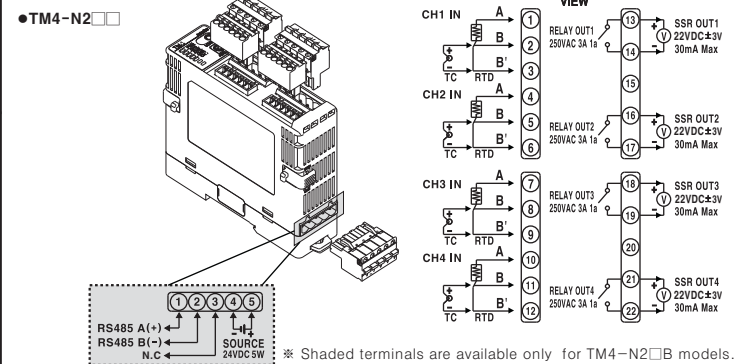 ●TM4-N2□□
VIEW
CH1 IN
A
1
B
2
B'
3
TC
RTD
CH2 IN
A
4
B
5
B'
6
TC
RTD
CH3 IN
A
7
B
8
B'
9
TC
RTD
CH4 IN
A
10
B
11
B'
12
TC
RTD
RELAY OUT1
250VAC 3A 1a
13
14
SSR OUT1
22VDC±3V
30mA Max
15
RELAY OUT2
250VAC 3A 1a
16
17
SSR OUT2
22VDC±3V
30mA Max
RELAY OUT3
250VAC 3A 1a
18
19
SSR OUT3
22VDC±3V
30mA Max
20
RELAY OUT4
250VAC 3A 1a
21
22
SSR OUT4
22VDC±3V
30mA Max
1 2 3 4 5
RS485 A(+)
RS485 B(-)
N.C
SOURCE
24VDC 5W
※ Shaded terminals are available only for TM4-N2□B models.